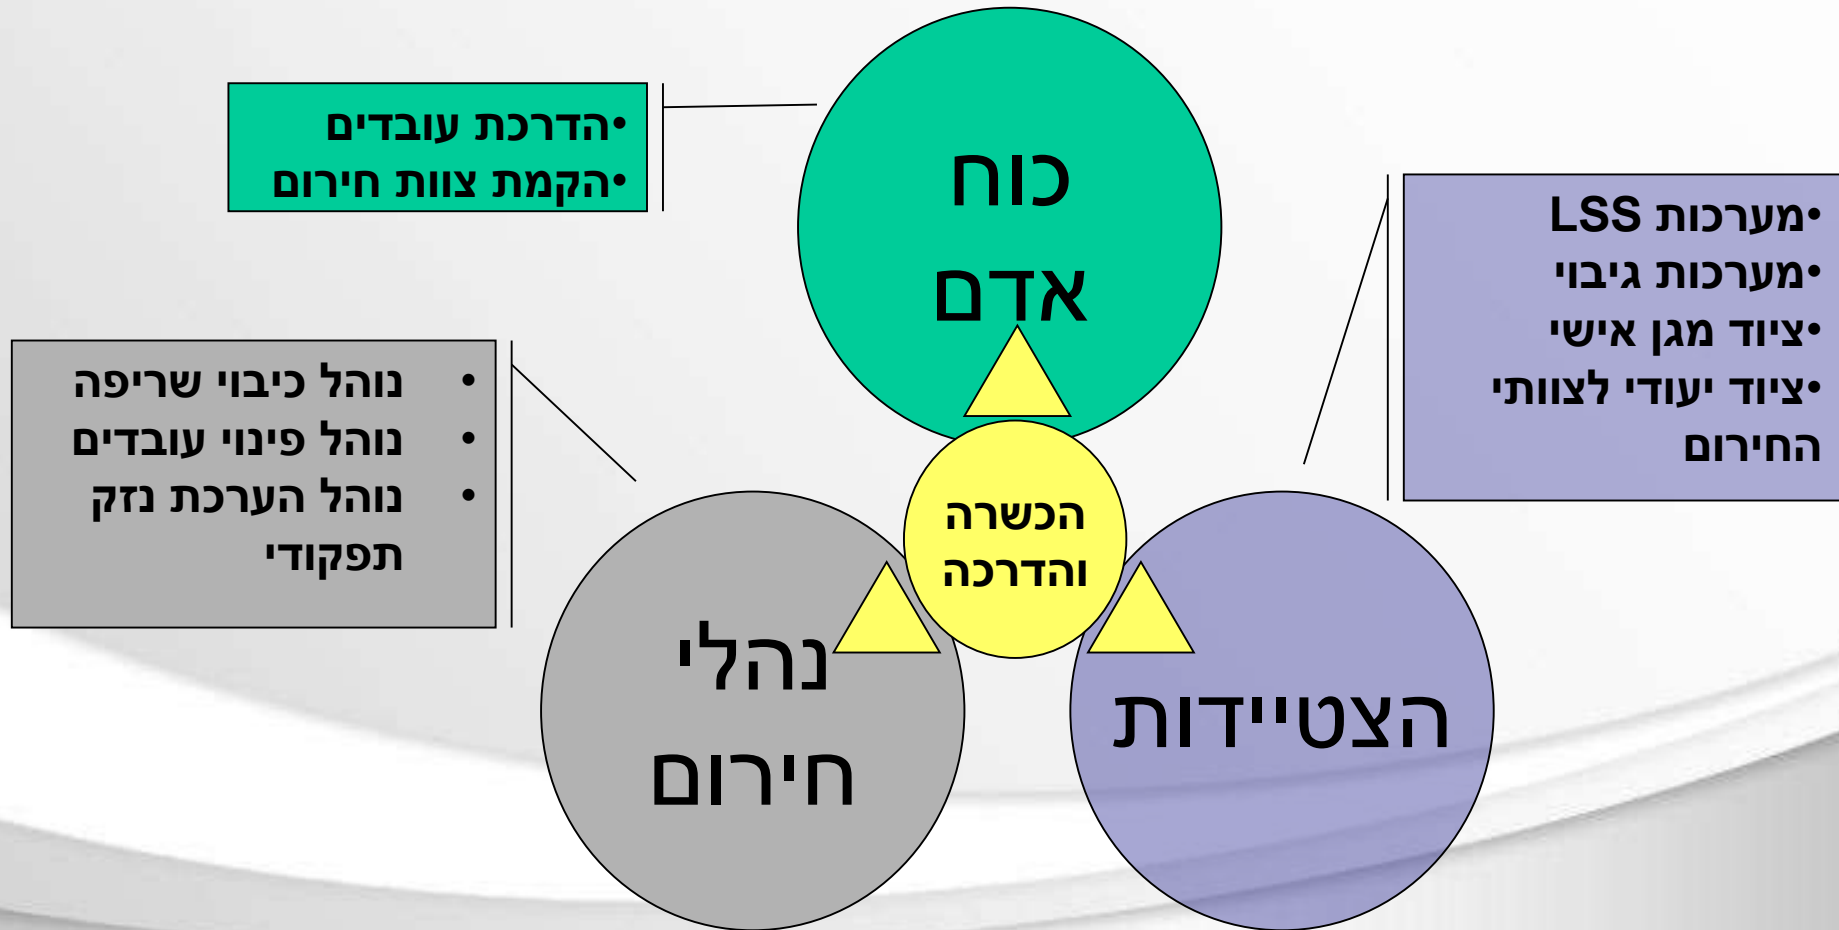 •הדרכת עובדים
•הקמת צוות חירום
כוח
אדם
•מערכות LSS
•מערכות גיבוי
•ציוד מגן אישי
•ציוד יעודי לצוותי
החירום
• נוהל כיבוי שריפה
• נוהל פינוי עובדים
• נוהל הערכת נזק
תפקודי
הכשרה
והדרכה
הצטיידות
נהלי
חירום